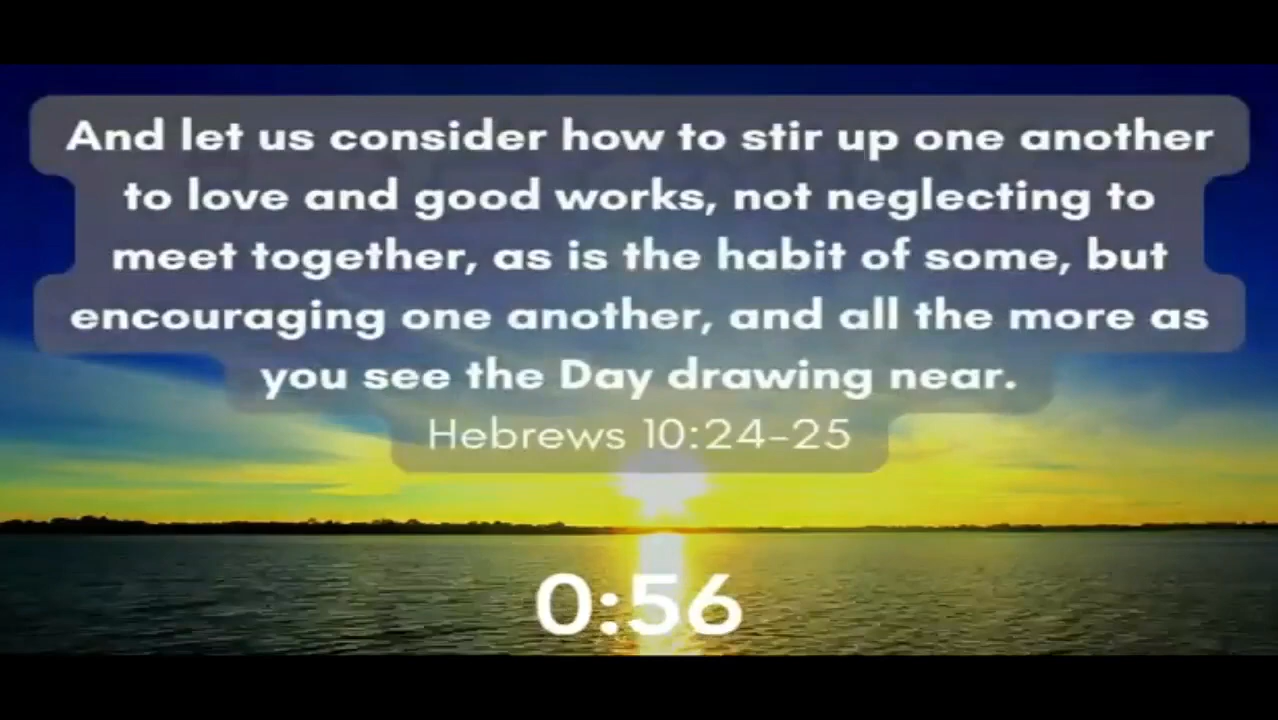 And let us consider how to stir up one another
to love and good works, not neglecting to
meet together, as is the habit of some, but
encouraging one another, and all the more as
you see the Day drawing near.
Hebrews 10:24-25
0:56